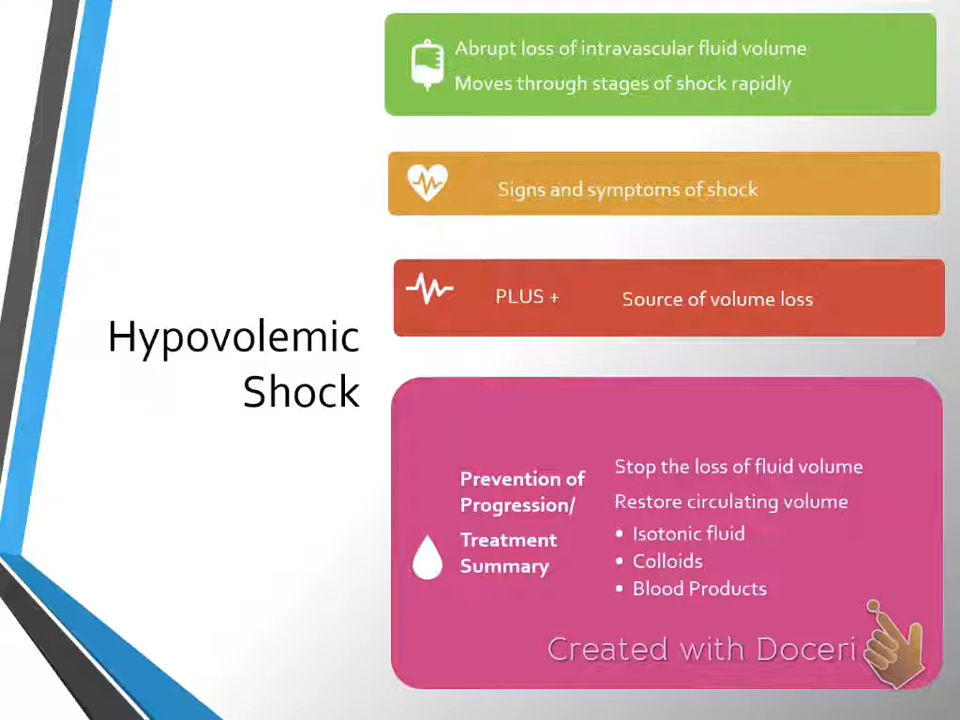 Hypovolemic
Shock
Abrupt loss of intravascular fluid volume
Moves through stages of shock rapidly
Signs and symptoms of shock
PLUS +
Source of volume loss
Prevention of
Progression/
Treatment
Summary
Stop the loss of fluid volume
Restore circulating volume
• Isotonic fluid
• Colloids
• Blood Products
Created with Doceri